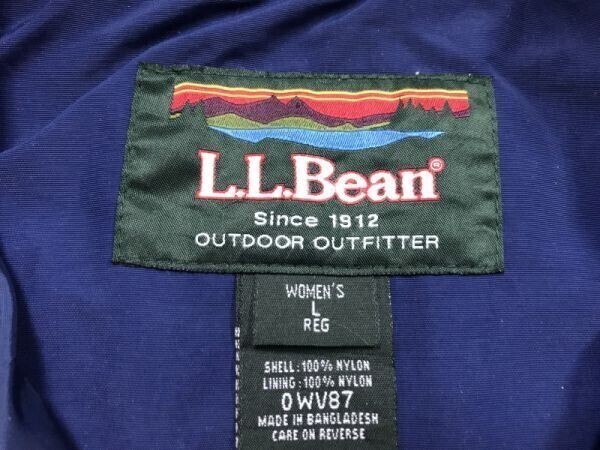 L.L.Bean®
Since 1912
OUTDOOR OUTFITTER
WOMEN'S
L
REG
SHELL:100% NYLON
LINING:100% NYLON
0WV87
MADE IN BANGLADESH
CARE ON REVERSE